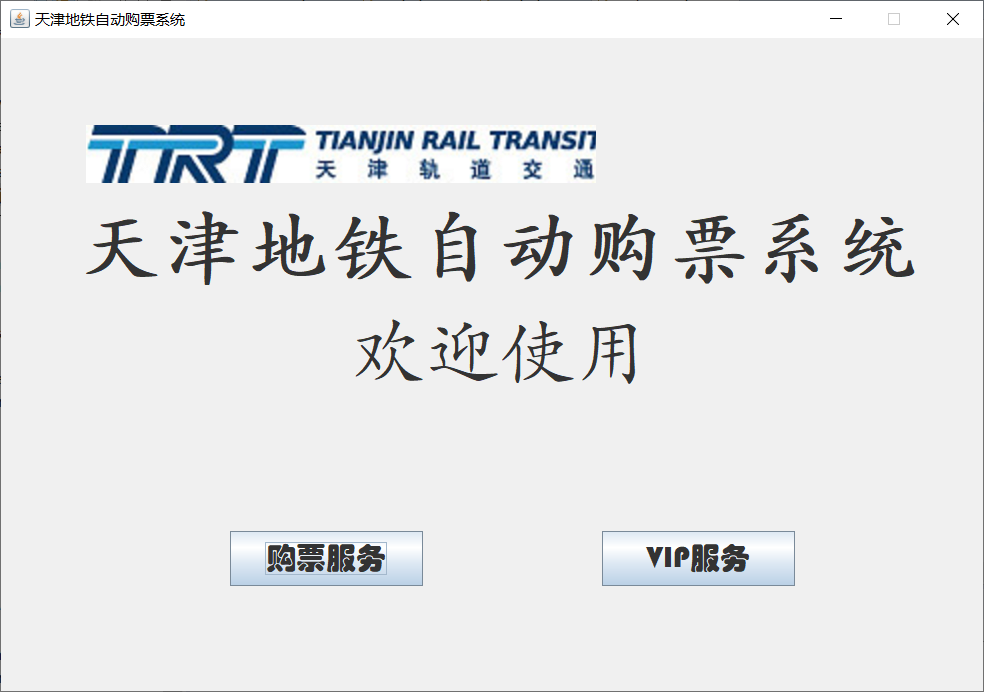 天津地铁自动购票系统
TRT TIANJIN RAIL TRANSIT
天津轨道交通
天津地铁自动购票系统
欢迎使用
购票服务
VIP服务